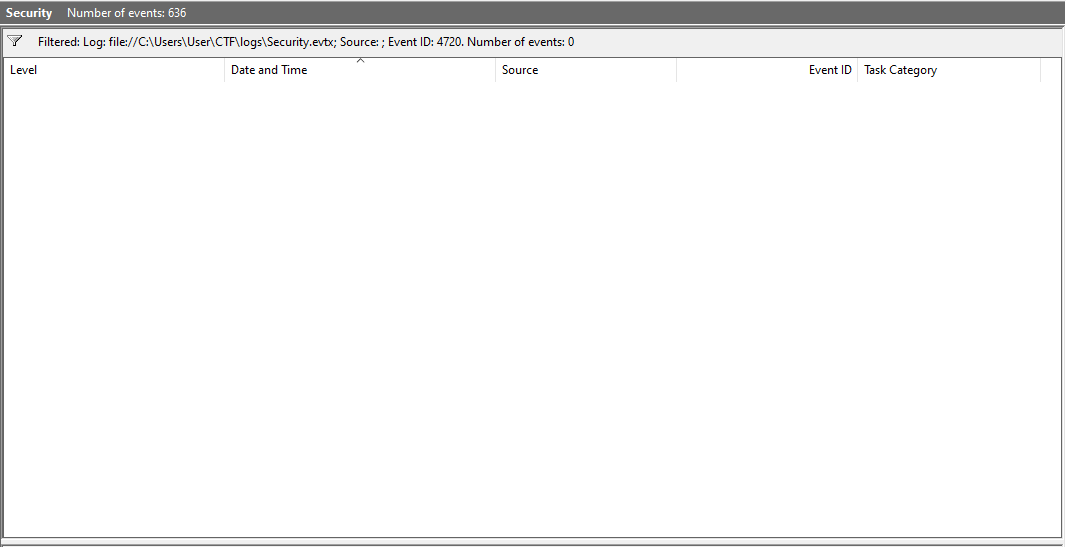 Security Number of events: 636
Filtered: Log: file://C:\Users\User\CTF\logs\Security.evtx; Source: ; Event ID: 4720. Number of events: 0
Level Date and Time Source Event ID Task Category